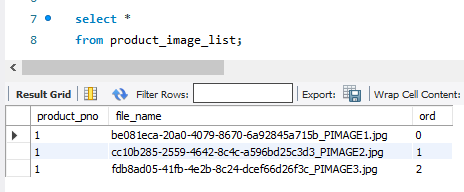 7 select *
8 from product_image_list;
Result Grid Filter Rows: Export: Wrap Cell Content:
product_pno file_name ord
1 be081eca-20a0-4079-8670-6a92845a715b_PIMAGE1.jpg 0
1 cc10b285-2559-4642-8c4c-a596bd25c3d3_PIMAGE2.jpg 1
1 fdb8ad05-41fb-4e2b-8c24-dcef66d26f3c_PIMAGE3.jpg 2